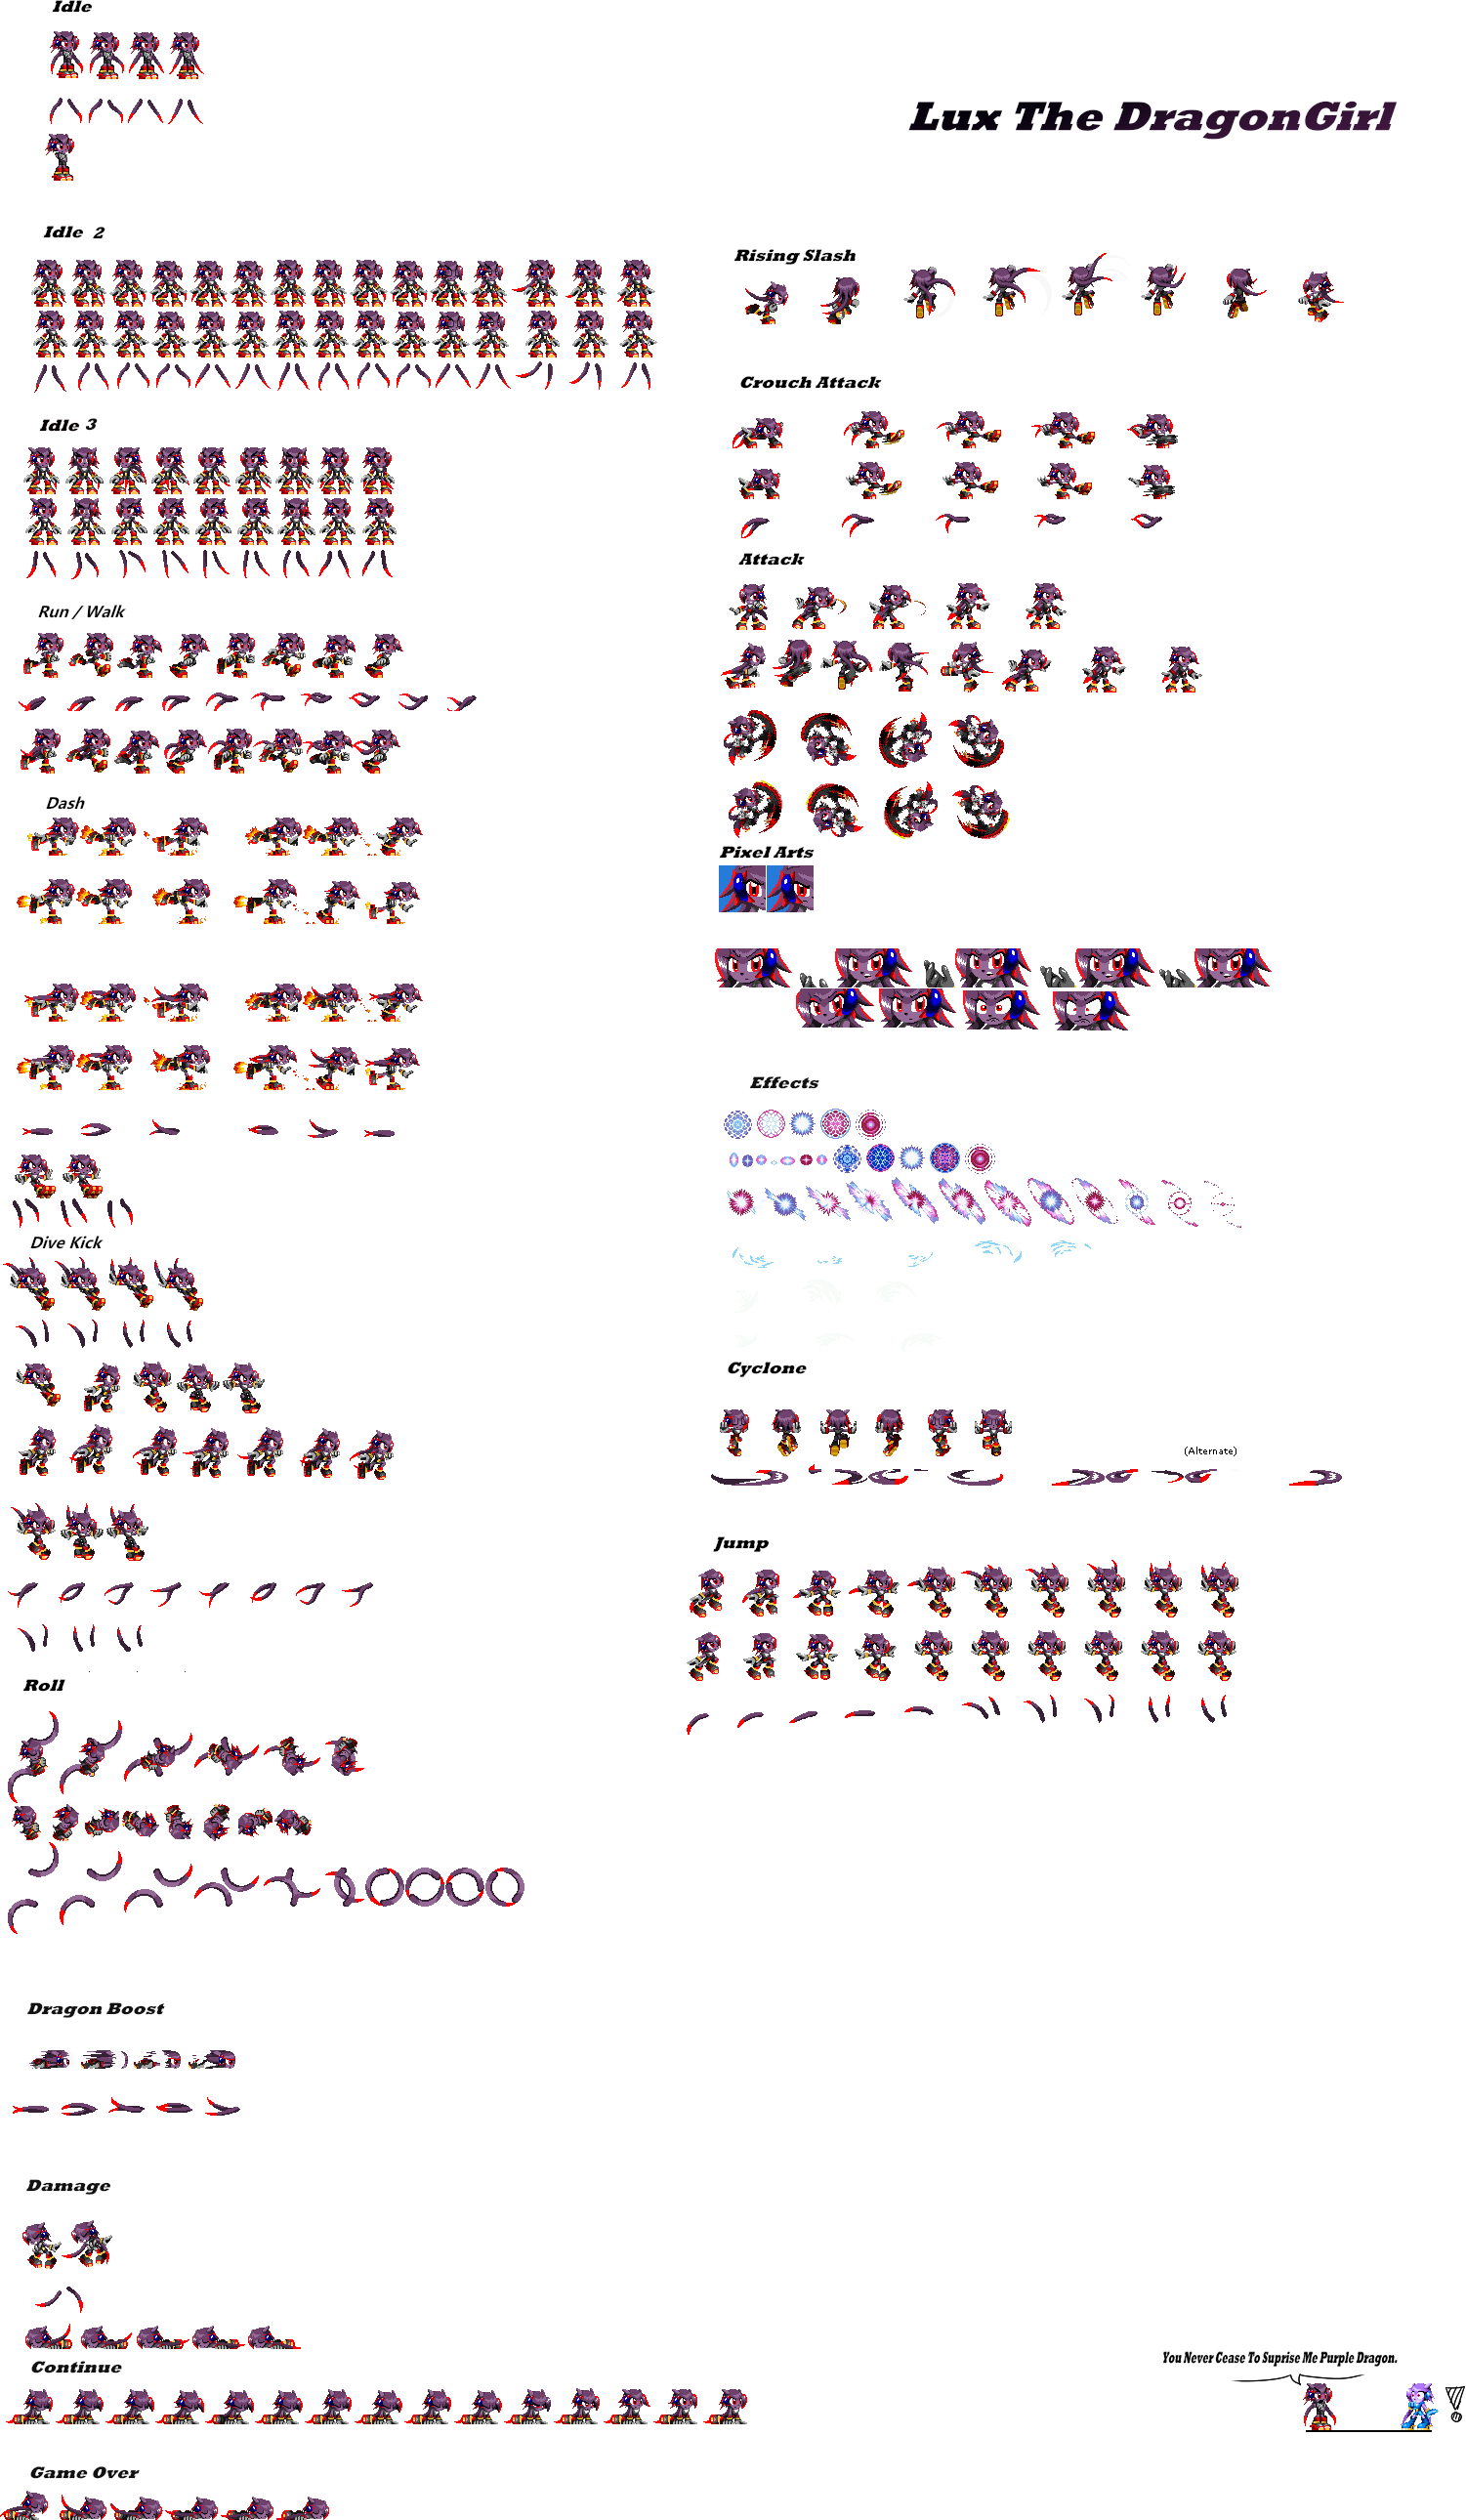 Idle
Lux The DragonGirl
Idle 2
Idle 3
Run / Walk
Dash
Dive Kick
Roll
Dragon Boost
Damage
Continue
Game Over
Rising Slash
Crouch Attack
Attack
Pixel Arts
Effects
Cyclone
(Alternate)
Jump
You Never Cease To Suprise Me Purple Dragon.
!